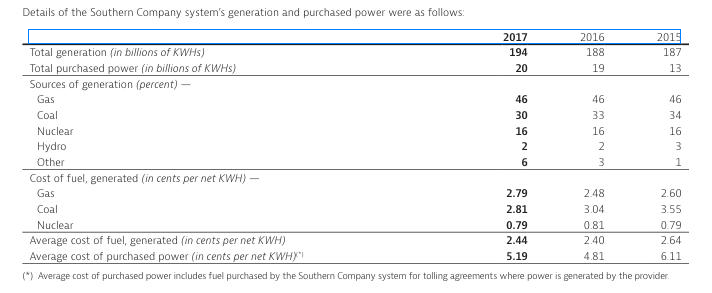 Details of the Southern Company system's generation and purchased power were as follows:
2017 2016 2015
Total generation (in billions of KWHs) 194 188 187
Total purchased power (in billions of KWHs) 20 19 13
Sources of generation (percent) —
Gas 46 46 46
Coal 30 33 34
Nuclear 16 16 16
Hydro 2 2 3
Other 6 3 1
Cost of fuel, generated (in cents per net KWH) —
Gas 2.79 2.48 2.60
Coal 2.81 3.04 3.55
Nuclear 0.79 0.81 0.79
Average cost of fuel, generated (in cents per net KWH) 2.44 2.40 2.64
Average cost of purchased power (in cents per net KWH)(*) 5.19 4.81 6.11
(*) Average cost of purchased power includes fuel purchased by the Southern Company system for tolling agreements where power is generated by the provider.